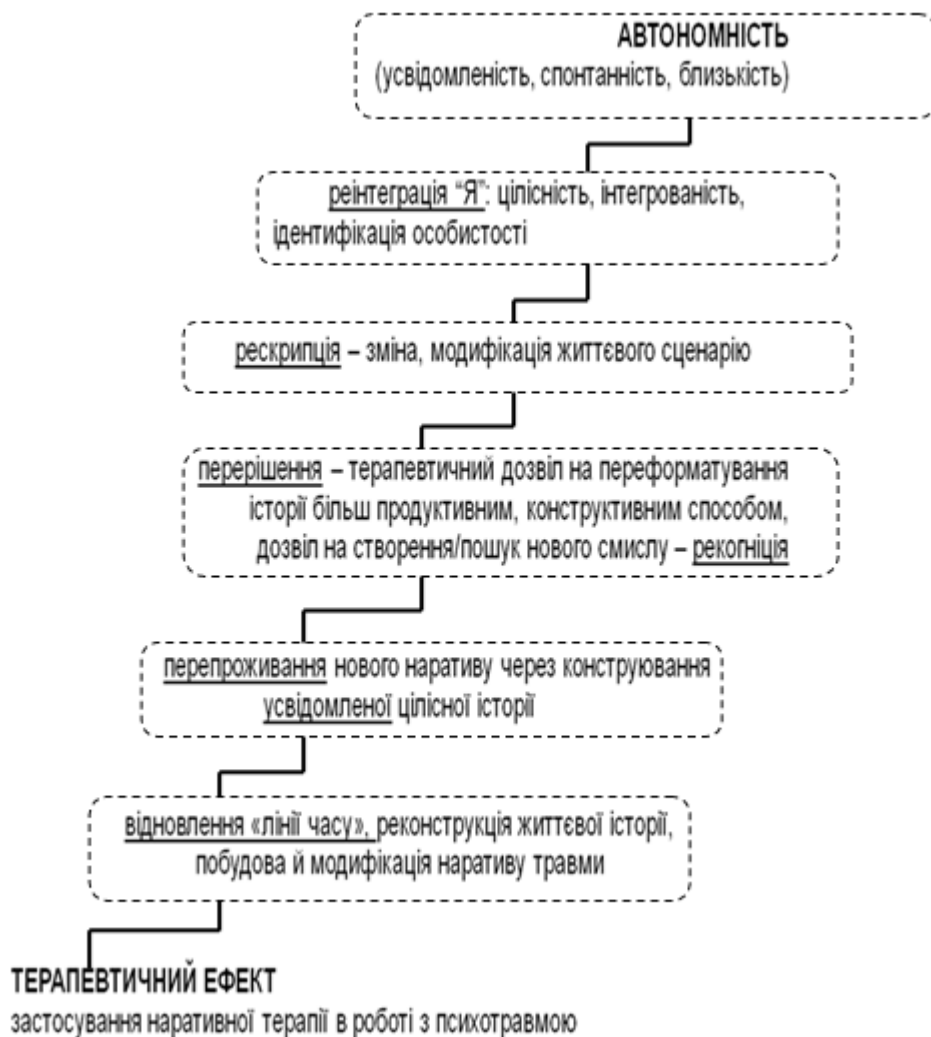 АВТОНОМНІСТЬ
(усвідомленість, спонтанність, близькість)
реінтеграція “Я”: цілісність, інтегрованість,
ідентифікація особистості
рескрипція – зміна, модифікація життєвого сценарію
перерішення – терапевтичний дозвіл на переформатування
історії більш продуктивним, конструктивним способом,
дозвіл на створення/пошук нового смислу – рекогніція
перепроживання нового наративу через конструювання
усвідомленої цілісної історії
відновлення «лінії часу», реконструкція життєвої історії,
побудова й модифікація наративу травми
ТЕРАПЕВТИЧНИЙ ЕФЕКТ
застосування наративної терапії в роботі з психотравмою